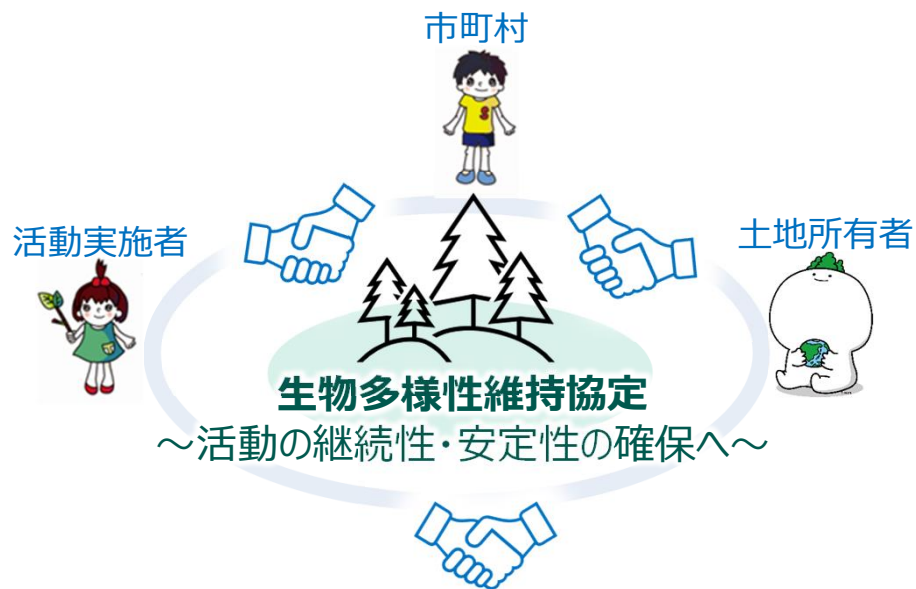 市町村
活動実施者
土地所有者
生物多様性維持協定
～活動の継続性・安定性の確保へ～